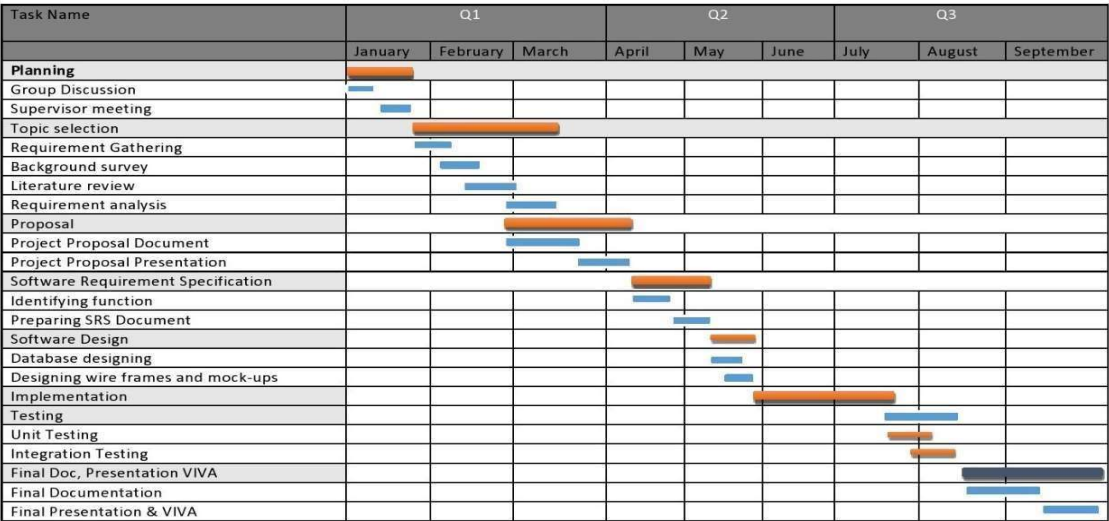 Task Name Q1 Q2 Q3
January February March April May June July August September
Planning
Group Discussion
Supervisor meeting
Topic selection
Requirement Gathering
Background survey
Literature review
Requirement analysis
Proposal
Project Proposal Document
Project Proposal Presentation
Software Requirement Specification
Identifying function
Preparing SRS Document
Software Design
Database designing
Designing wire frames and mock-ups
Implementation
Testing
Unit Testing
Integration Testing
Final Doc, Presentation VIVA
Final Documentation
Final Presentation & VIVA